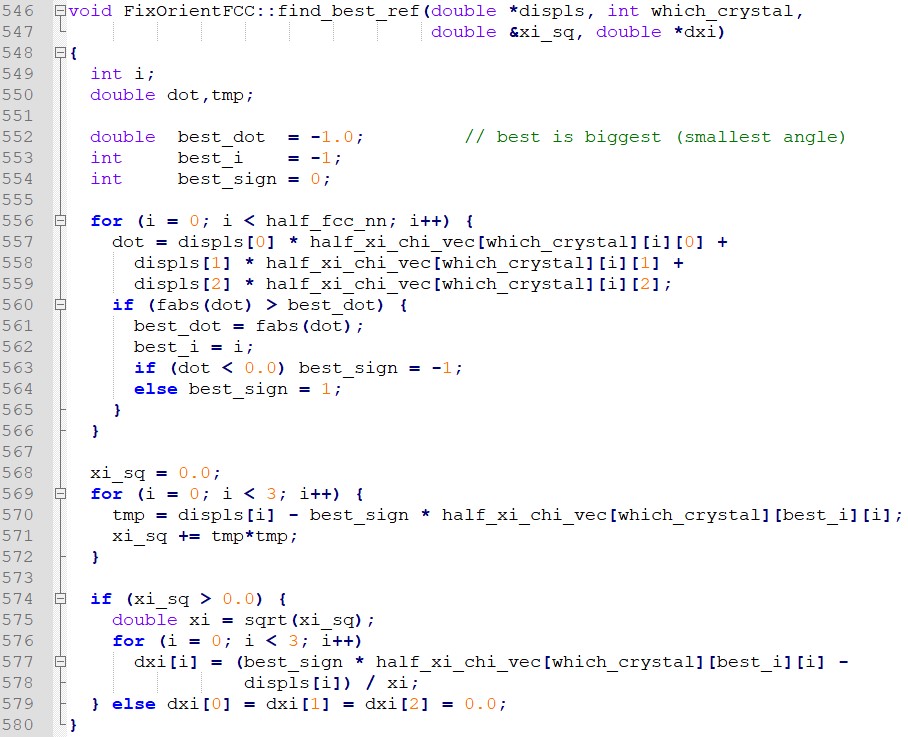 546 void FixOrientFCC::find_best_ref(double *displs, int which_crystal,
547                                  double &xi_sq, double *dxi)
548 {
549   int i;
550   double dot,tmp;
551
552   double  best_dot  = -1.0;         // best is biggest (smallest angle)
553   int     best_i    = -1;
554   int     best_sign = 0;
555
556   for (i = 0; i < half_fcc_nn; i++) {
557     dot = displs[0] * half_xi_chi_vec[which_crystal][i][0] +
558       displs[1] * half_xi_chi_vec[which_crystal][i][1] +
559       displs[2] * half_xi_chi_vec[which_crystal][i][2];
560     if (fabs(dot) > best_dot) {
561       best_dot = fabs(dot);
562       best_i = i;
563       if (dot < 0.0) best_sign = -1;
564       else best_sign = 1;
565     }
566   }
567
568   xi_sq = 0.0;
569   for (i = 0; i < 3; i++) {
570     tmp = displs[i] - best_sign * half_xi_chi_vec[which_crystal][best_i][i];
571     xi_sq += tmp*tmp;
572   }
573
574   if (xi_sq > 0.0) {
575     double xi = sqrt(xi_sq);
576     for (i = 0; i < 3; i++)
577       dxi[i] = (best_sign * half_xi_chi_vec[which_crystal][best_i][i] -
578                 displs[i]) / xi;
579   } else dxi[0] = dxi[1] = dxi[2] = 0.0;
580 }